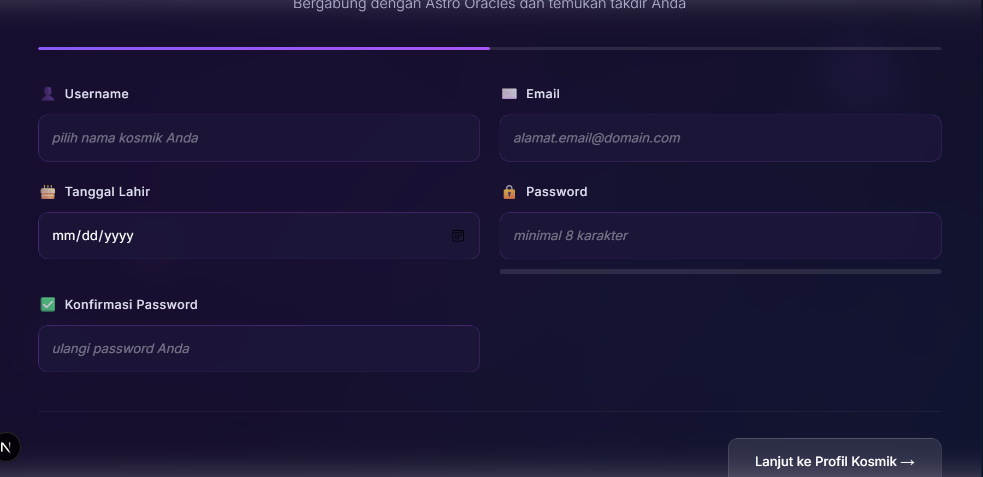 Bergabung dengan Astro Oracles dan temukan takdir Anda
Username
Email
pilih nama kosmik Anda
alamat.email@domain.com
Tanggal Lahir
Password
mm/dd/yyyy
minimal 8 karakter
Konfirmasi Password
ulangi password Anda
N
Lanjut ke Profil Kosmik →